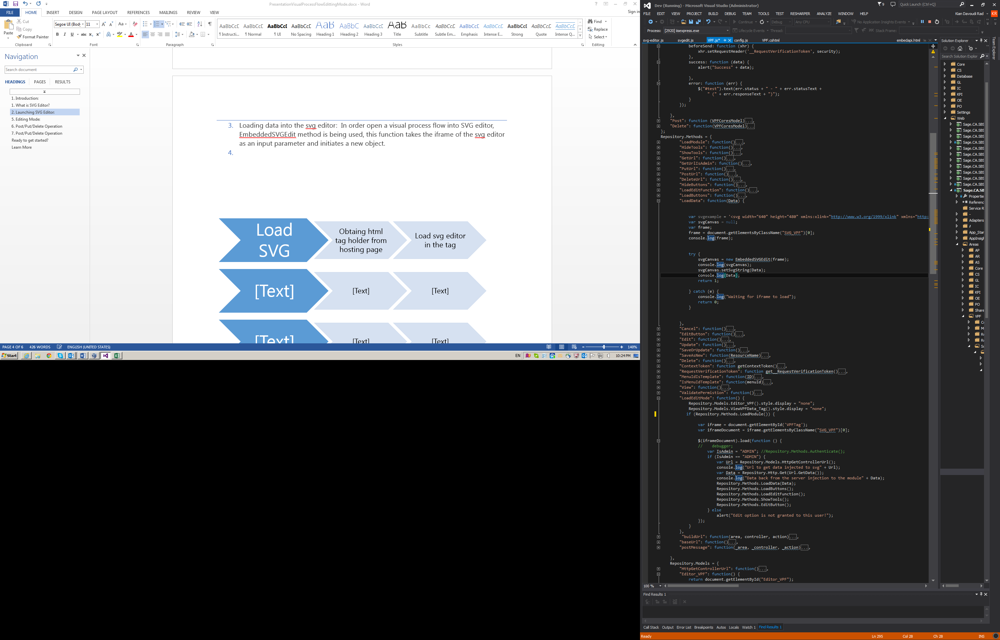 PresentationVisualProcessFlowEdittingMode.docx - Word
Sign in
FILE HOME INSERT DESIGN PAGE LAYOUT REFERENCES MAILINGS REVIEW VIEW
Paste
Cut
Copy
Format Painter
Segoe UI (Body 11
AaBbCcD AaBbCcD AaBbCcI AaBbCcD AaB AaBbC AaBbCcD AaB AaBbCc AaBbCcD AaBbCcD AaBbCcD AaBbCcD AaBbCcD AaBbCcD
¶ Instructi... ¶ Normal ¶ UI No Spacing Heading 1 Heading 2 Heading 3 Title Subtitle Subtle Em... Emphasis Intense E... Strong Quote Intense Q...
Find
Replace
Select
Clipboard Font Paragraph Styles Editing
Navigation
Search document
HEADINGS PAGES RESULTS
1. Introduction:
1. What is SVG Editor?
2. Launching SVG Editor:
5. Editing Mode:
6. Post/Put/Delete Operation
7. Post/Put/Delete Operation
Ready to get started?
Learn More
3. Loading data into the svg editor: In order open a visual process flow into SVG editor,
EmbeddedSVGEdit method is being used, this function takes the iframe of the svg editor
as an input parameter and initiates a new object.
4.
Load
SVG
Obtaing html
tag holder from
hosting page
Load svg editor
in the tag
[Text] [Text] [Text]
[Text] [Text] [Text]
PAGE 4 OF 6 426 WORDS ENGLISH (UNITED STATES) 140%
Start EN 10:24 PM
Dev (Running) - Microsoft Visual Studio (Administrator)
9 Quick Launch (Ctrl+Q)
FILE EDIT VIEW PROJECT BUILD DEBUG TEAM TOOLS TEST RESHARPER ANALYZE WINDOW HELP
Kian Davoudi Rad KR
Continue Debug Any CPU No Application Insights Events
Process: [2920] iisexpress.exe Lifecycle Events Thread: Stack Frame:
svg-editor.js svgedit.js VPF.js* config.js VPF.cshtml embedapi.html
beforeSend: function (xhr) {
xhr.setRequestHeader('__RequestVerificationToken', security);
},
success: function (data) {
alert("Success" + data);
},
error: function (err) {
$("#test").text(err.status + " - " + err.statusText +
" (" + err.responseText + ")");
}
});
},
"Post": function (VPFCoresModel)...,
"Delete": function(VPFCoresModel)...
};
Repository.Methods = {
"LoadModule": function()...,
"HideTools": function()...,
"ShowTools": function()...,
"GetUrl": function()...,
"GetUrlIsAdmin": function()...,
"PutUrl": function()...,
"PostUrl": function()...,
"DeleteUrl": function()...,
"HideButtons": function()...,
"LoadEditFunction": function()...,
"LoadButtons": function()...,
"LoadData": function(Data) {
var svgexample = '<svg width="640" height="480" xmlns:xlink="http://www.w3.org/1999/xlink" xmlns="http:
var svgCanvas = null;
var frame;
frame = document.getElementsByClassName("SVG_VPF")[0];
console.log(frame);
try {
svgCanvas = new EmbeddedSVGEdit(frame);
console.log(svgCanvas);
svgCanvas.setSvgString(Data);
console.log(Data);
return 1;
} catch (e) {
console.log("Waiting for iframe to load");
return 0;
}
},
"Cancel": function()...,
"EditButton": function()...,
"Edit": function()...,
"Update": function()...,
"SaveOrUpdate": function()...,
"SaveAsNew": function(ResourceName)...,
"Delete": function()...,
"ContextToken": function getContextToken()...,
"RequestVerificationToken": function get__RequestVerificationToken()...,
"MenuIdIsTemplate": function(ID)...,
"IsMenuIdTemplate": function(menuId)...,
"View": function()...,
"ValidatePermistion": function()...,
"LoadEditMode": function() {
Repository.Models.Editor_VPF().style.display = "none";
Repository.Models.ViewVPFData_Tag().style.display = "none";
if (Repository.Methods.LoadModule()) {
var iframe = document.getElementById('VPFTag');
var iframeDocument = iframe.getElementsByClassName("SVG_VPF")[0];
$(iframeDocument).load(function () {
// debugger;
var IsAdmin = "ADMIN"; //Repository.Methods.Authenticate();
if (IsAdmin == "ADMIN") {
var Url = Repository.Models.HttpGetControllerUrl();
console.log("Url to get data injected to svg" + Url);
var Data = Repository.Http.Get(Url.GetData());
console.log("Data back from the server injection to the module" + Data);
Repository.Methods.LoadData(Data);
Repository.Methods.LoadButtons();
Repository.Methods.LoadEditFunction();
Repository.Methods.ShowTools();
Repository.Methods.EditButton();
} else
alert("Edit option is not granted to this user!");
});
}
},
"buildUrl": function(area, controller, action)...,
"baseUrl": function()...,
"postMessage": function(_area, _controller, _action)...,
},
Repository.Models = {
"HttpGetControllerUrl": function()...,
"Editor_VPF": function() {
return document.getElementById("Editor_VPF");
100 %
Solution Explorer
Team Explorer
Search Solution Explor
Core
CS
Database
GL
IC
KPI
OE
PO
Settings
Web
Sage.CA.SBS
Sage.CA.SBS
Sage.CA.SBS
Sage.CA.SBS
Sage.CA.SBS
Sage.CA.SBS
Sage.CA.SBS
Sage.CA.SBS
Sage.CA.SBS
Sage.CA.SBS
Sage.CA.SBS
Sage.CA.SB
Propertie
Referenc
Service R
Adapters
App_Star
AppInsigh
Areas
AP
AR
AS
Core
CS
GL
IC
KPI
OE
PO
Share
VPF
Find Results 1
Call Stack Output Error List Breakpoints Autos Locals Watch 1 Find Results 1
Ready Ln 295 Col 28 Ch 28 INS